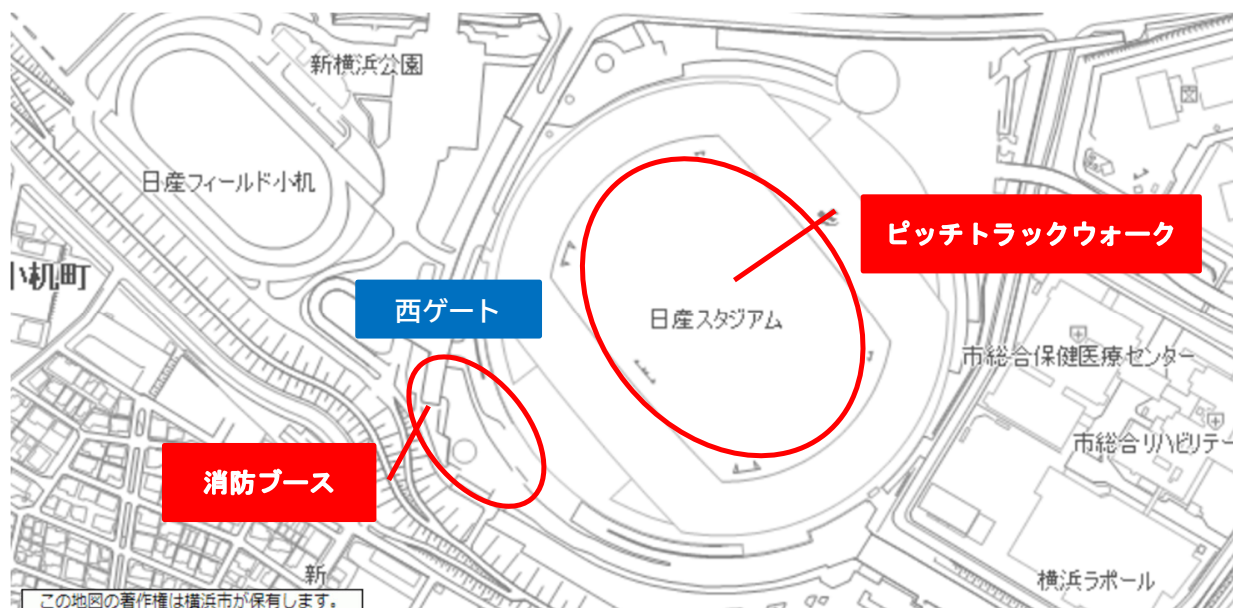 新横浜公園
日産フィールド小机
ピッチトラックウォーク
小机町
西ゲート
日産スタジアム
市総合保健医療センター
市総合リハビリテー
消防ブース
新
横浜ラポール
この地図の著作権は横浜市が保有します。